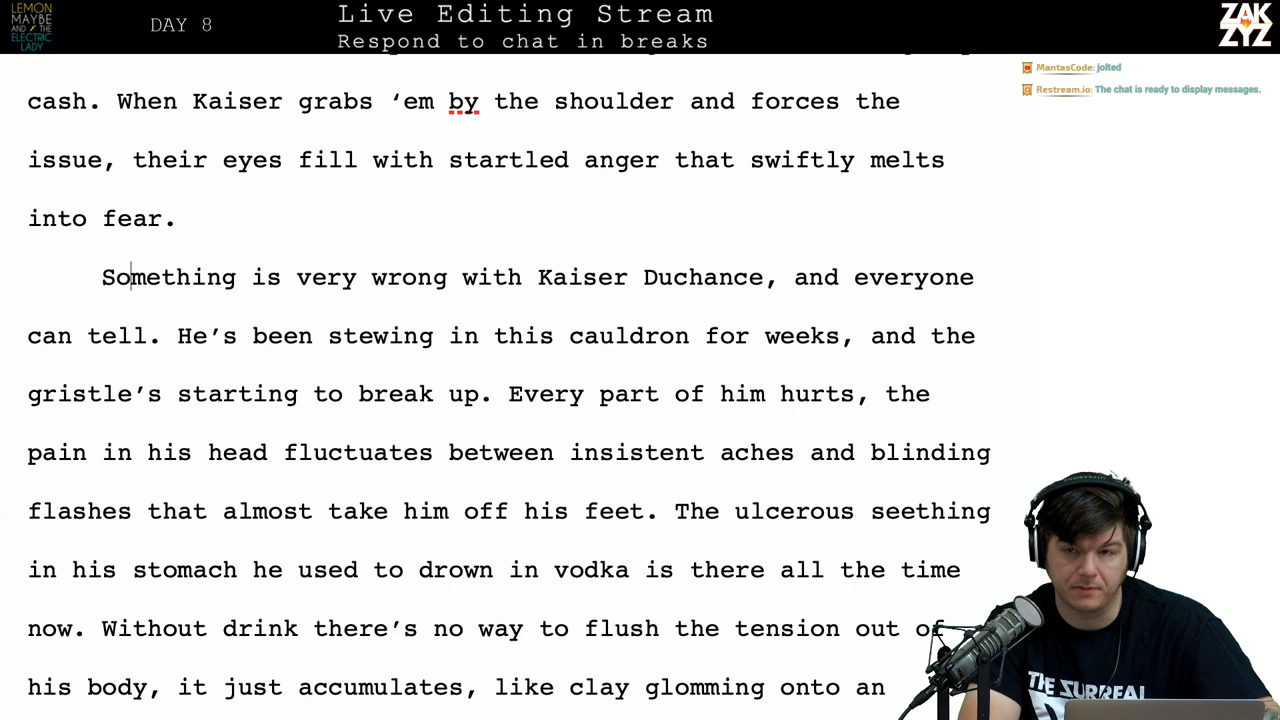 LEMON
MAYBE
AND THE
ELECTRIC
LADY
DAY 8
Live Editing Stream
Respond to chat in breaks
ZAK
ZYZ
MantasCode: jolted
Restream.io: The chat is ready to display messages.
cash. When Kaiser grabs ‘em by the shoulder and forces the
issue, their eyes fill with startled anger that swiftly melts
into fear.
Something is very wrong with Kaiser Duchance, and everyone
can tell. He’s been stewing in this cauldron for weeks, and the
gristle’s starting to break up. Every part of him hurts, the
pain in his head fluctuates between insistent aches and blinding
flashes that almost take him off his feet. The ulcerous seething
in his stomach he used to drown in vodka is there all the time
now. Without drink there’s no way to flush the tension out of
his body, it just accumulates, like clay glomming onto an
THE SURREAL